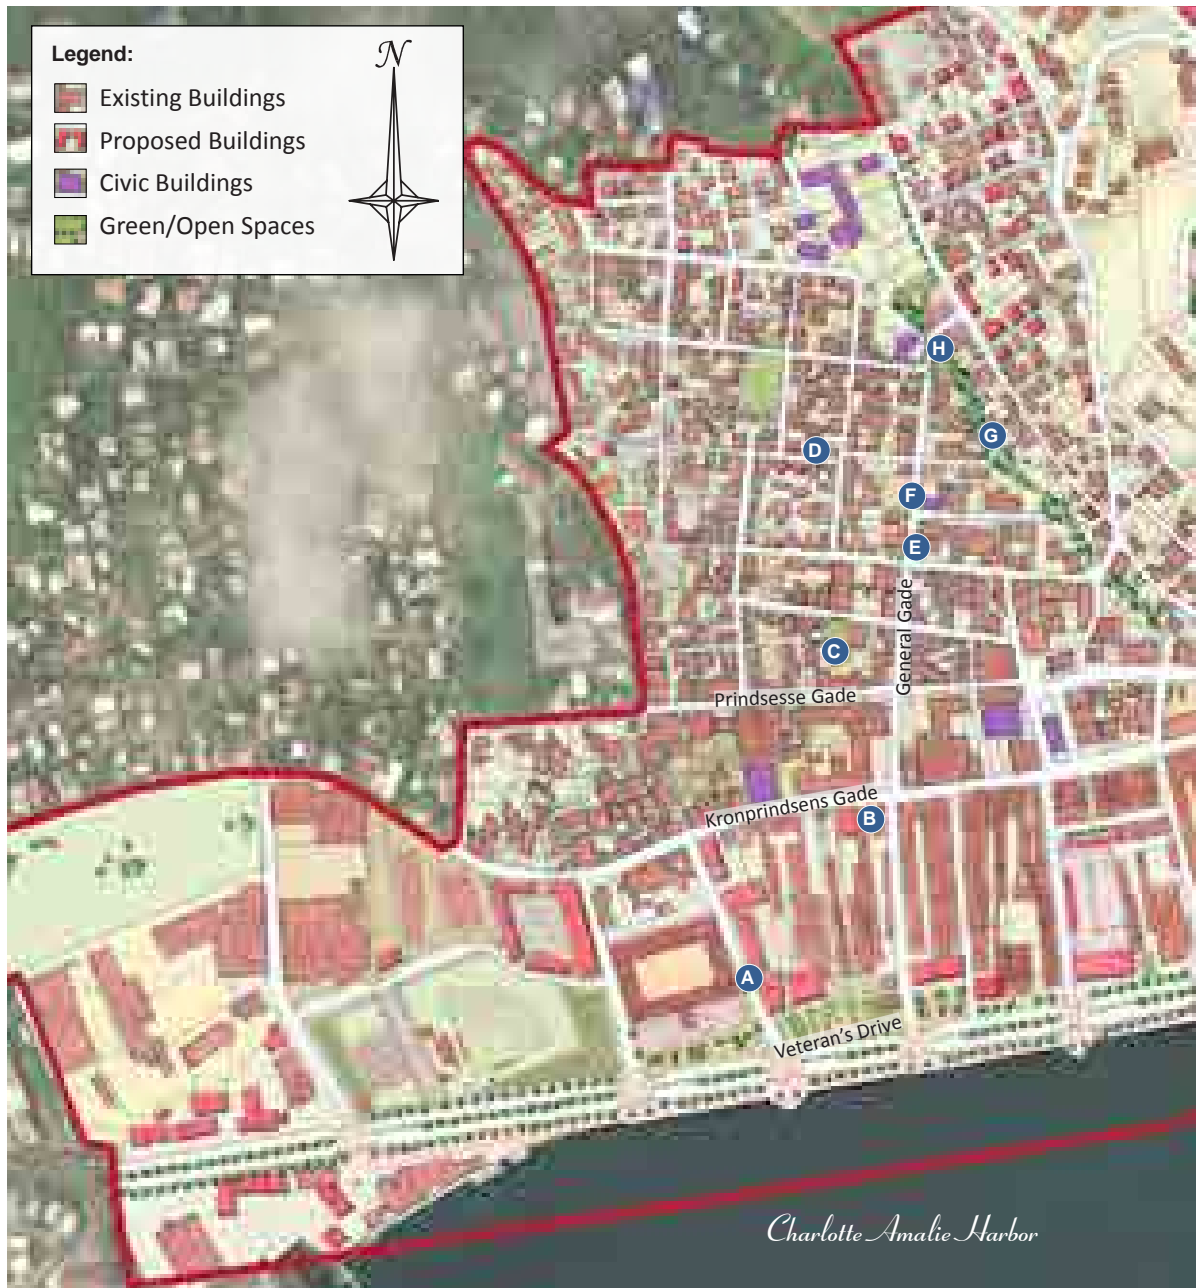 Legend:
N
Existing Buildings
Proposed Buildings
Civic Buildings
Green/Open Spaces
H
G
D
F
E
General Gade
C
Prindsesse Gade
Kronprindsens Gade
B
A
Veteran's Drive
Charlotte Amalie Harbor